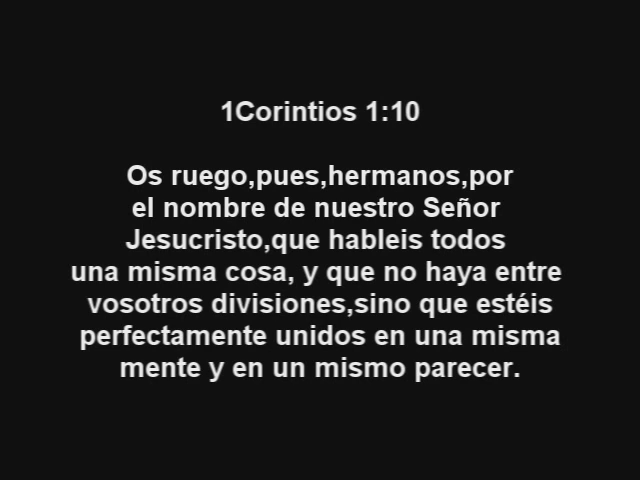 1Corintios 1:10
Os ruego,pues,hermanos,por
el nombre de nuestro Señor
Jesucristo,que hableis todos
una misma cosa, y que no haya entre
vosotros divisiones,sino que estéis
perfectamente unidos en una misma
mente y en un mismo parecer.